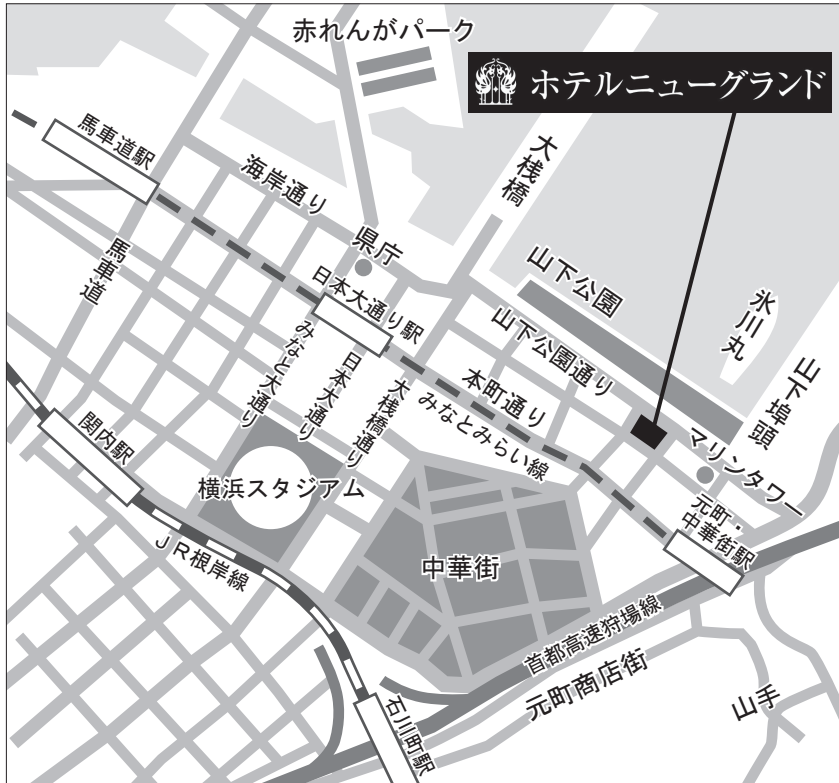 赤れんがパーク
ホテルニューグランド
馬車道駅
海岸通り
大桟橋
県庁
馬車道
日本大通り駅
山下公園
氷川丸
山下公園通り
山下埠頭
みなと大通り
日本大通り
大桟橋通り
本町通り
みなとみらい線
マリンタワー
関内駅
横浜スタジアム
元町・
中華街駅
JR根岸線
中華街
首都高速狩場線
元町商店街
石川町駅
山手